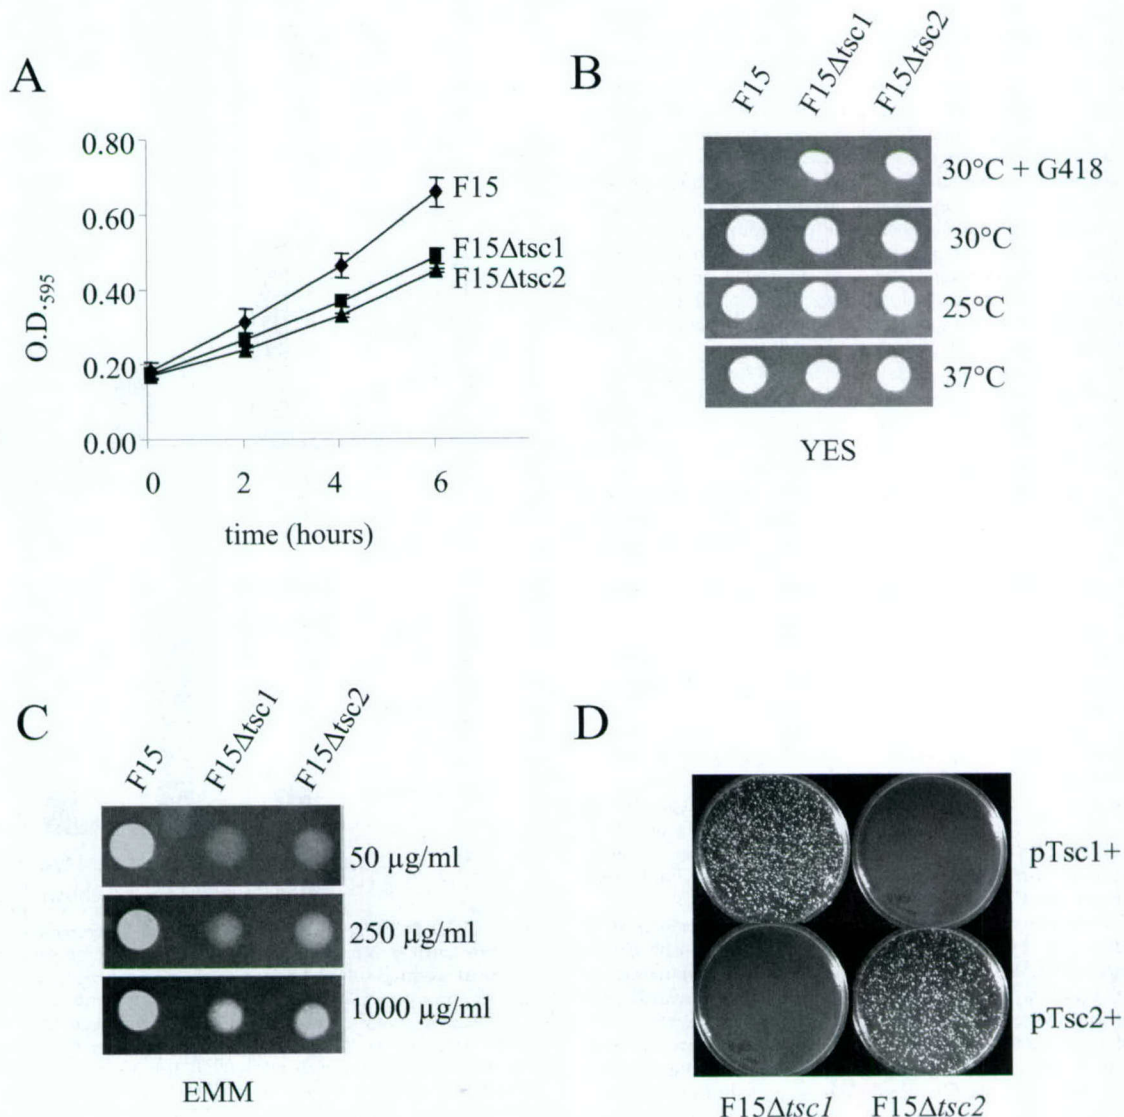 A
O.D.595
0.80
0.60
0.40
0.20
0.00
0 2 4 6
time (hours)
F15
F15Δtsc1
F15Δtsc2
B
F15 F15Δtsc1 F15Δtsc2
30°C + G418
30°C
25°C
37°C
YES
C
F15 F15Δtsc1 F15Δtsc2
50 µg/ml
250 µg/ml
1000 µg/ml
EMM
D
pTsc1+
pTsc2+
F15Δtsc1 F15Δtsc2